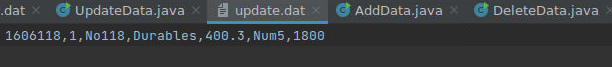 .dat UpdateData.java update.dat AddData.java DeleteData.java
1606118,1,No118,Durables,400.3,Num5,1800